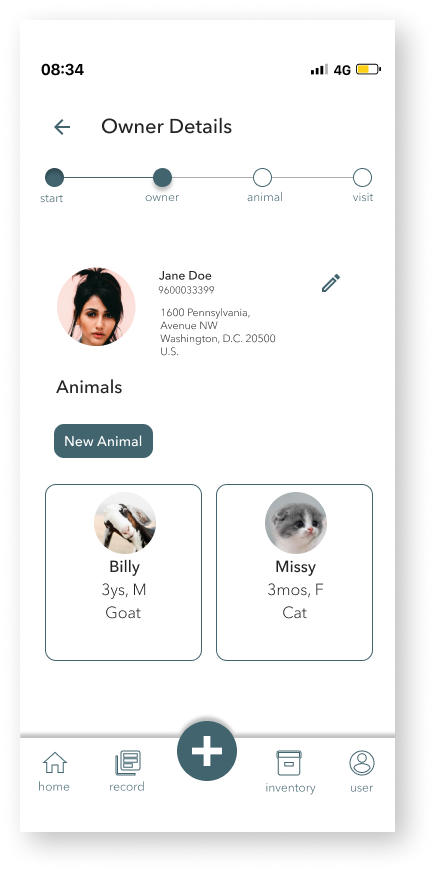 08:34
4G
Owner Details
start
owner
animal
visit
Jane Doe
9600033399
1600 Pennsylvania,
Avenue NW
Washington, D.C. 20500
U.S.
Animals
New Animal
Billy
3ys, M
Goat
Missy
3mos, F
Cat
home
record
inventory
user